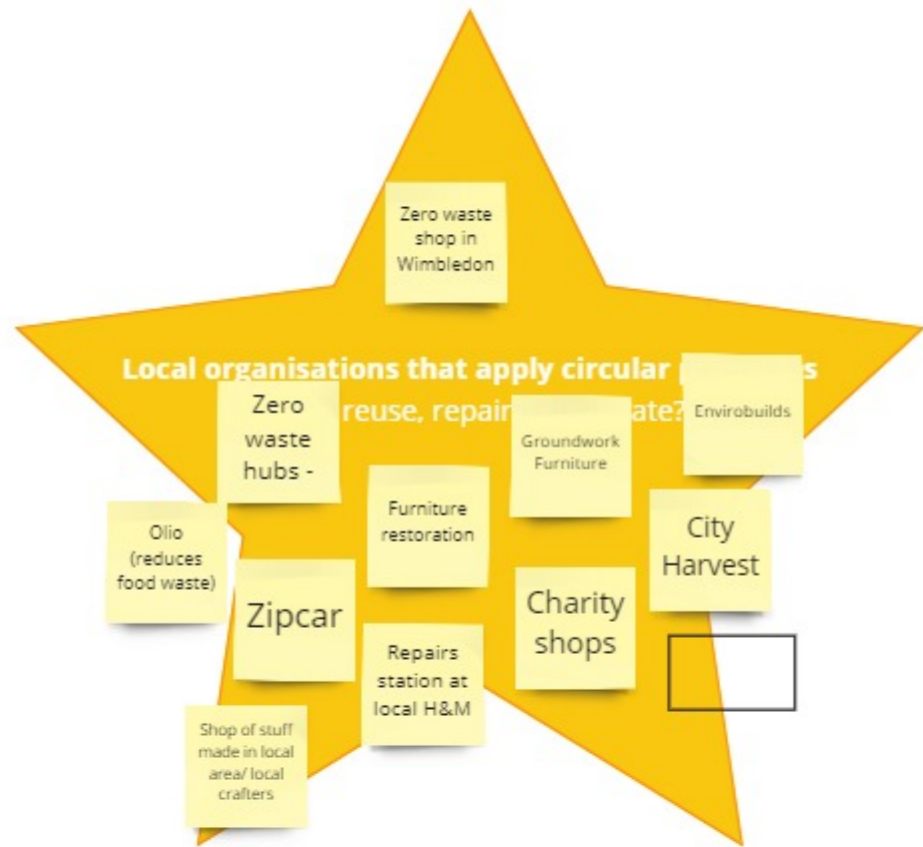 Zero waste
shop in
Wimbledon
Local organisations that apply circular
reuse, repair
Zero
waste
hubs -
Groundwork
Furniture
Envirobuilds
Furniture
restoration
City
Harvest
Olio
(reduces
food waste)
Zipcar
Charity
shops
Repairs
station at
local H&M
Shop of stuff
made in local
area/ local
crafters